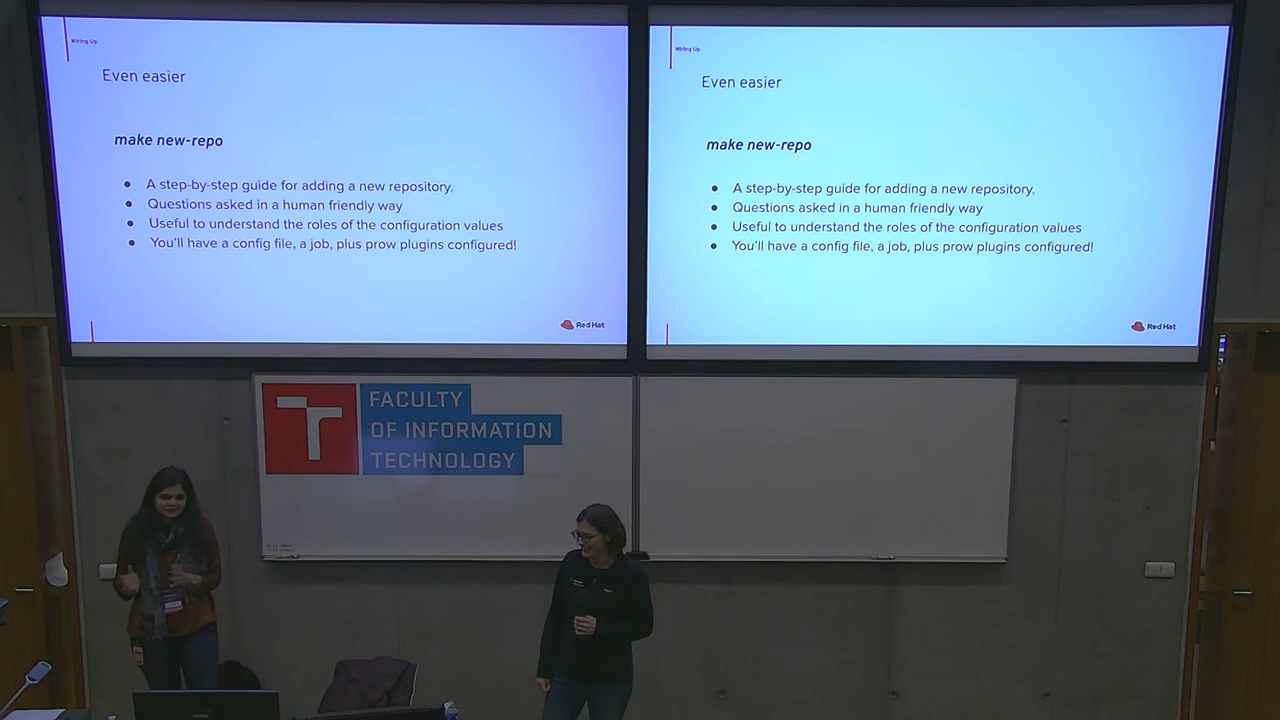 Wiring Up
Even easier
make new-repo
● A step-by-step guide for adding a new repository.
● Questions asked in a human friendly way
● Useful to understand the roles of the configuration values
● You'll have a config file, a job, plus prow plugins configured!
Red Hat
Wiring Up
Even easier
make new-repo
● A step-by-step guide for adding a new repository.
● Questions asked in a human friendly way
● Useful to understand the roles of the configuration values
● You'll have a config file, a job, plus prow plugins configured!
Red Hat
T
FACULTY
OF INFORMATION
TECHNOLOGY